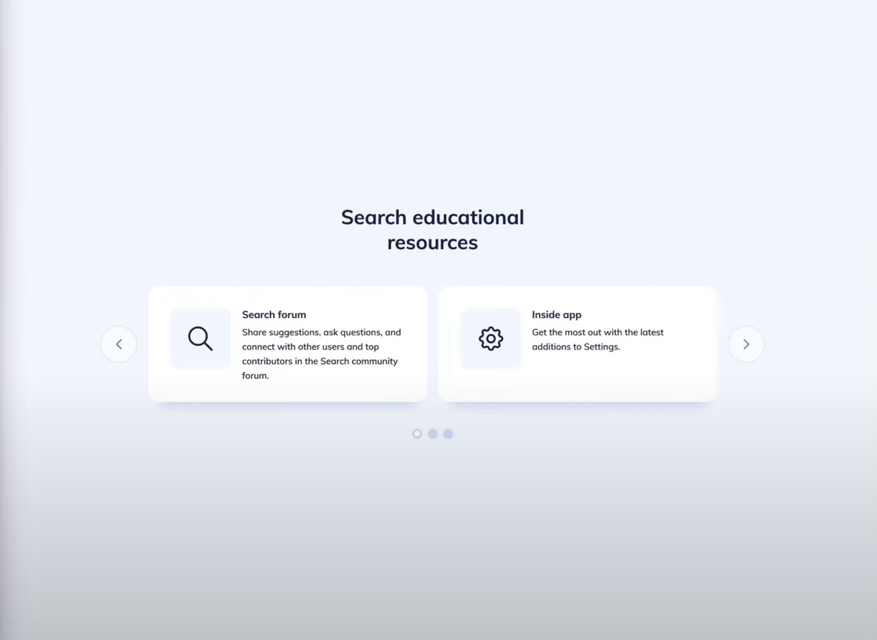 Search educational
resources
Search forum
Share suggestions, ask questions, and
connect with other users and top
contributors in the Search community
forum.
Inside app
Get the most out with the latest
additions to Settings.